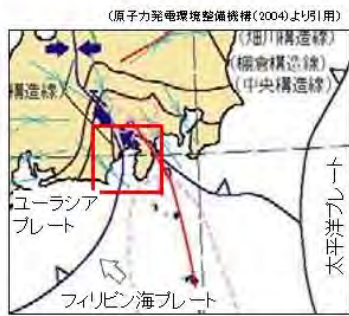 (原子力発電環境整備機構(2004)より引用)
(畑川構造線)
(棚倉構造線)
(中央構造線)
構造線)
ユーラシア
プレート
太平洋プレート
フィリピン海プレート